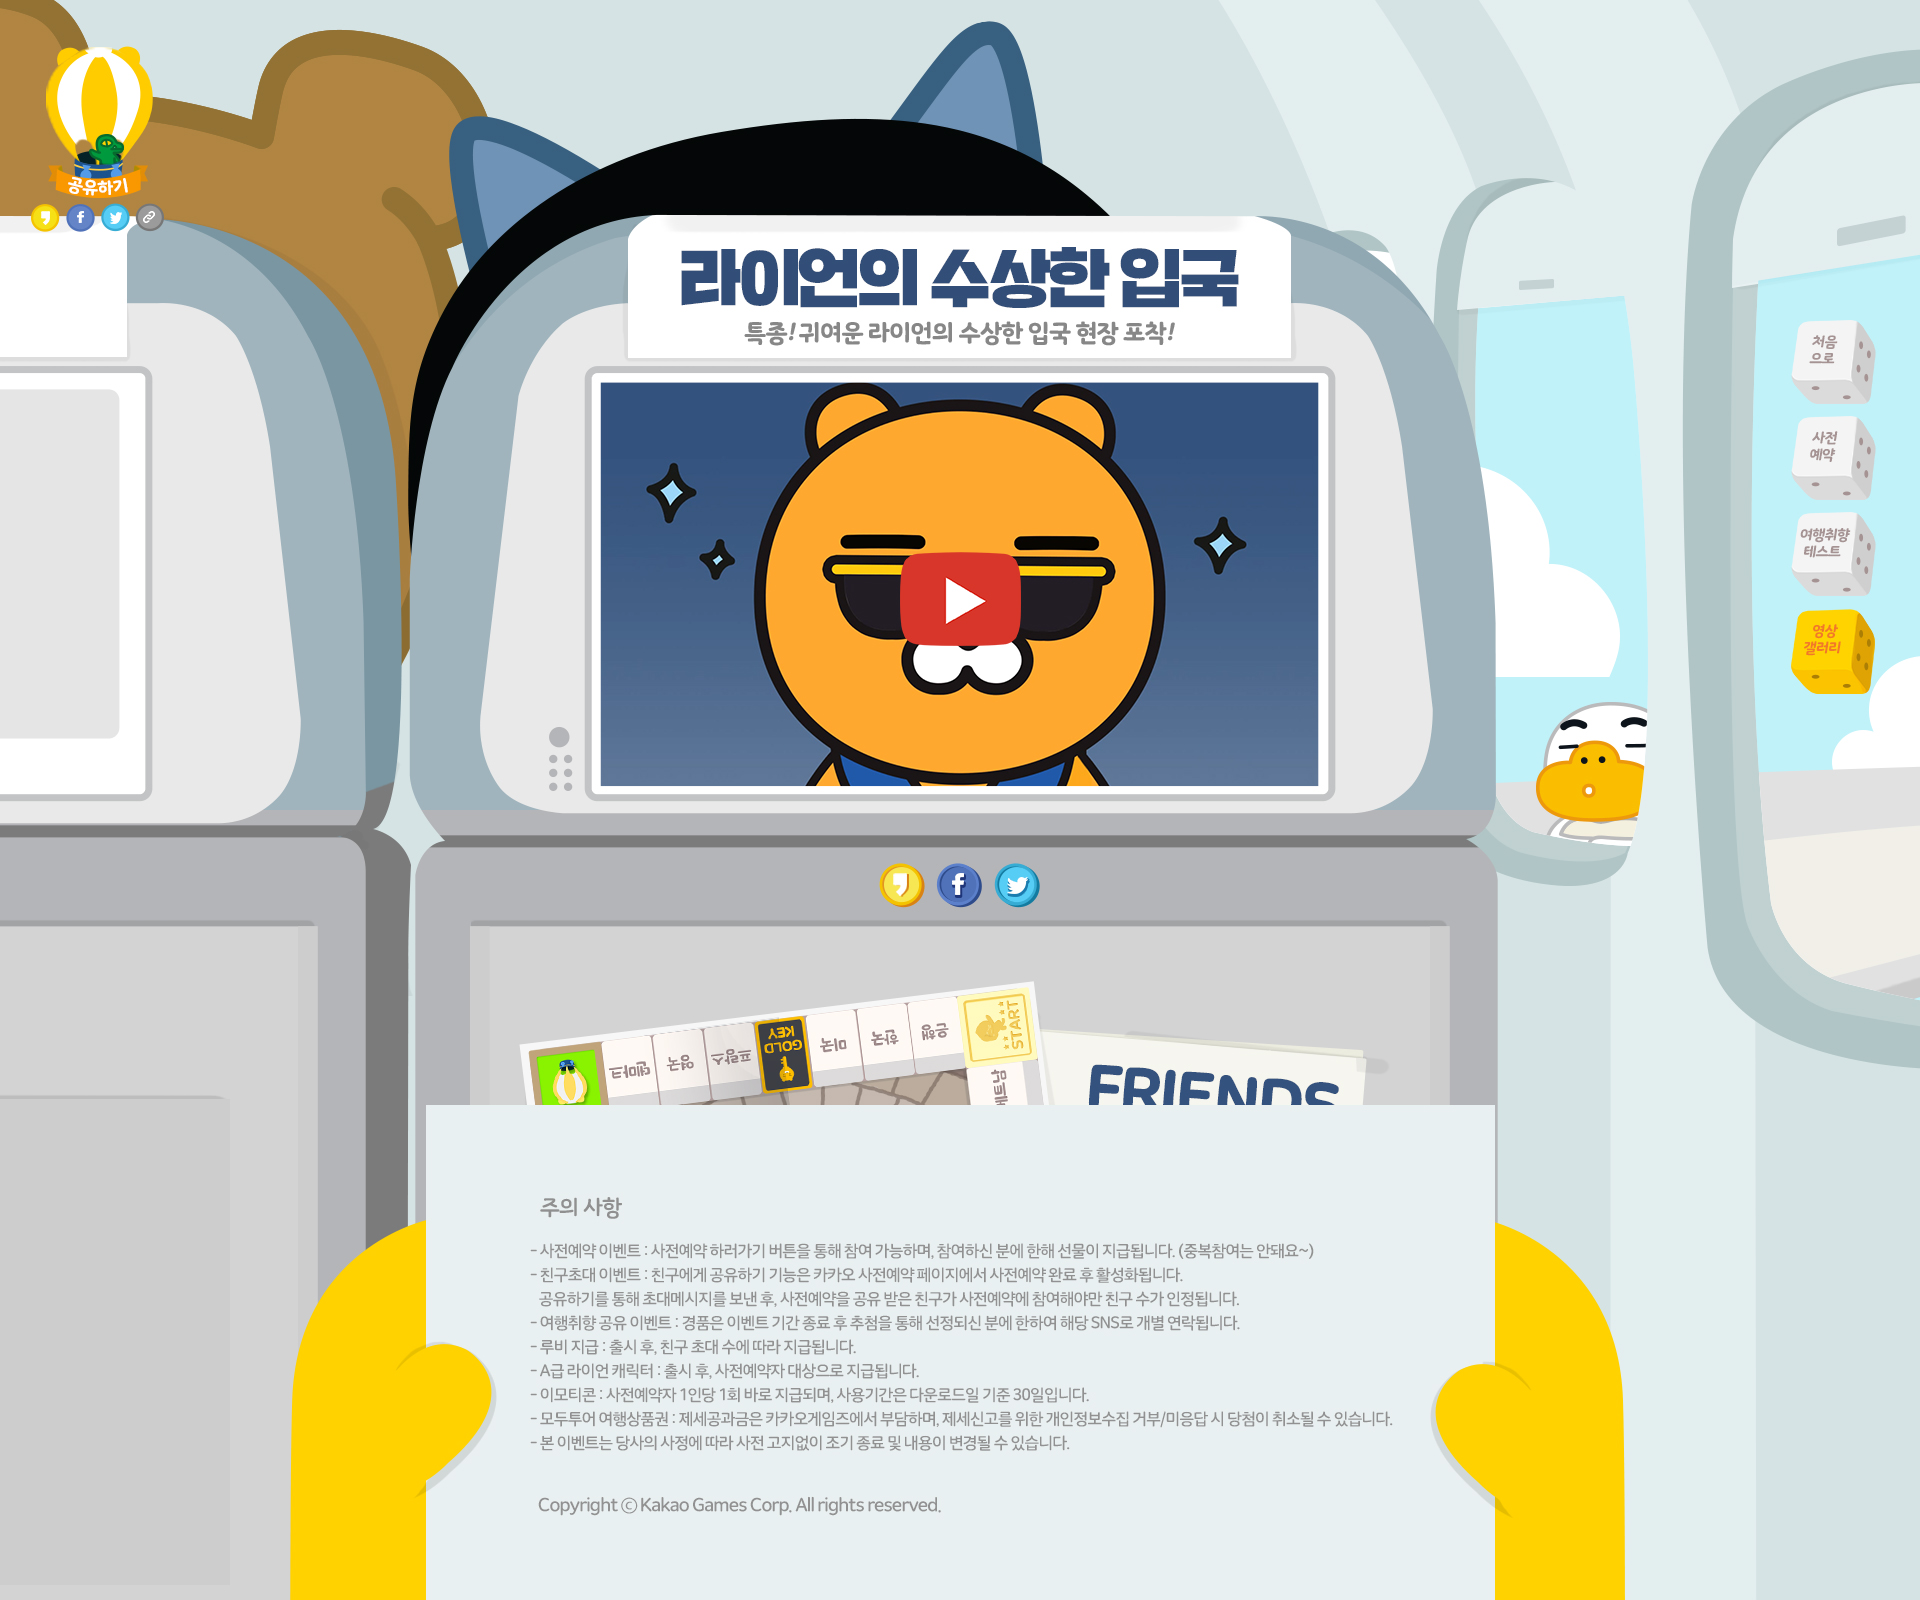 공유하기
라이언의 수상한 입국
특종! 귀여운 라이언의 수상한 입국 현장 포착!
처음
으로
사전
예약
여행취향
테스트
영상
갤러리
덴마크
영국
프랑스
GOLD
KEY
미국
한국
은행
START
베트남
FRIENDS
주의 사항
- 사전예약 이벤트 : 사전예약 하러가기 버튼을 통해 참여 가능하며, 참여하신 분에 한해 선물이 지급됩니다. (중복참여는 안돼요~)
- 친구초대 이벤트 : 친구에게 공유하기 기능은 카카오 사전예약 페이지에서 사전예약 완료 후 활성화됩니다.
공유하기를 통해 초대메시지를 보낸 후, 사전예약을 공유 받은 친구가 사전예약에 참여해야만 친구 수가 인정됩니다.
- 여행취향 공유 이벤트 : 경품은 이벤트 기간 종료 후 추첨을 통해 선정되신 분에 한하여 해당 SNS로 개별 연락됩니다.
- 루비 지급 : 출시 후, 친구 초대 수에 따라 지급됩니다.
- A급 라이언 캐릭터 : 출시 후, 사전예약자 대상으로 지급됩니다.
- 이모티콘 : 사전예약자 1인당 1회 바로 지급되며, 사용기간은 다운로드일 기준 30일입니다.
- 모두투어 여행상품권 : 제세공과금은 카카오게임즈에서 부담하며, 제세신고를 위한 개인정보수집 거부/미응답 시 당첨이 취소될 수 있습니다.
- 본 이벤트는 당사의 사정에 따라 사전 고지없이 조기 종료 및 내용이 변경될 수 있습니다.
Copyright ⓒ Kakao Games Corp. All rights reserved.